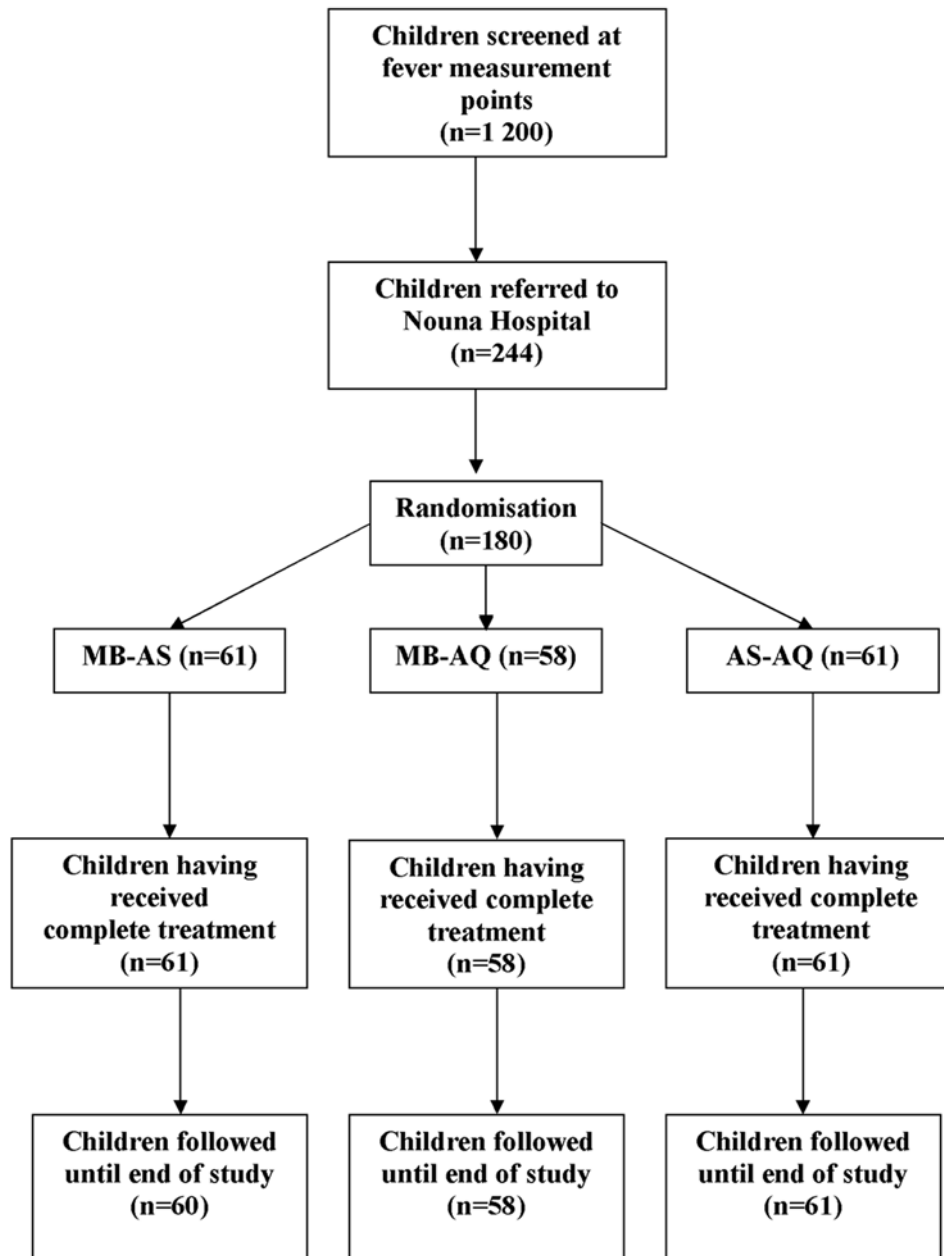 Children screened at
fever measurement
points
(n=1 200)
Children referred to
Nouna Hospital
(n=244)
Randomisation
(n=180)
MB-AS (n=61)
MB-AQ (n=58)
AS-AQ (n=61)
Children having
received
complete treatment
(n=61)
Children having
received complete
treatment
(n=58)
Children having
received complete
treatment
(n=61)
Children followed
until end of study
(n=60)
Children followed
until end of study
(n=58)
Children followed
until end of study
(n=61)